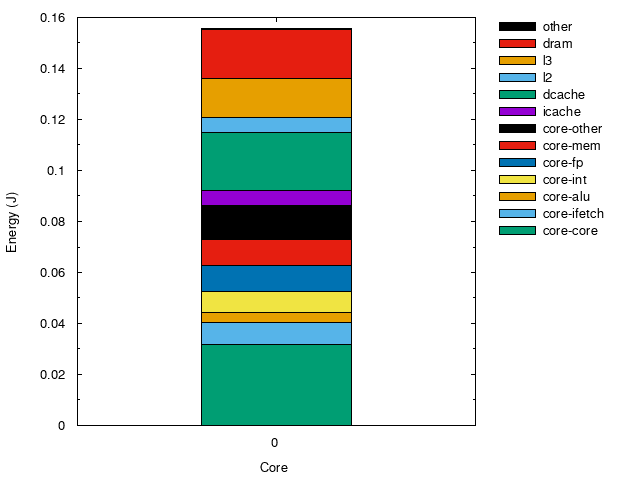 0.16
0.14
0.12
0.1
0.08
0.06
0.04
0.02
0
Energy (J)
0
Core
other
dram
l3
l2
dcache
icache
core-other
core-mem
core-fp
core-int
core-alu
core-ifetch
core-core